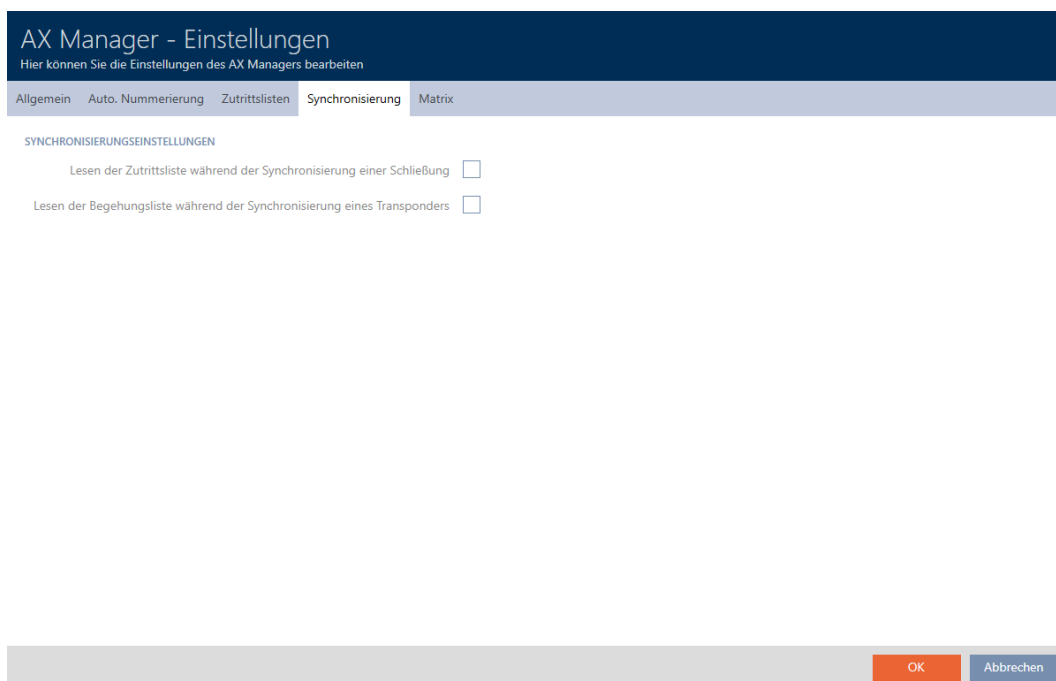 AX Manager - Einstellungen
Hier können Sie die Einstellungen des AX Managers bearbeiten
Allgemein Auto. Nummerierung Zutrittslisten Synchronisierung Matrix
SYNCHRONISIERUNGSEINSTELLUNGEN
Lesen der Zutrittsliste während der Synchronisierung einer Schließung
Lesen der Begehungsliste während der Synchronisierung eines Transponders
OK Abbrechen